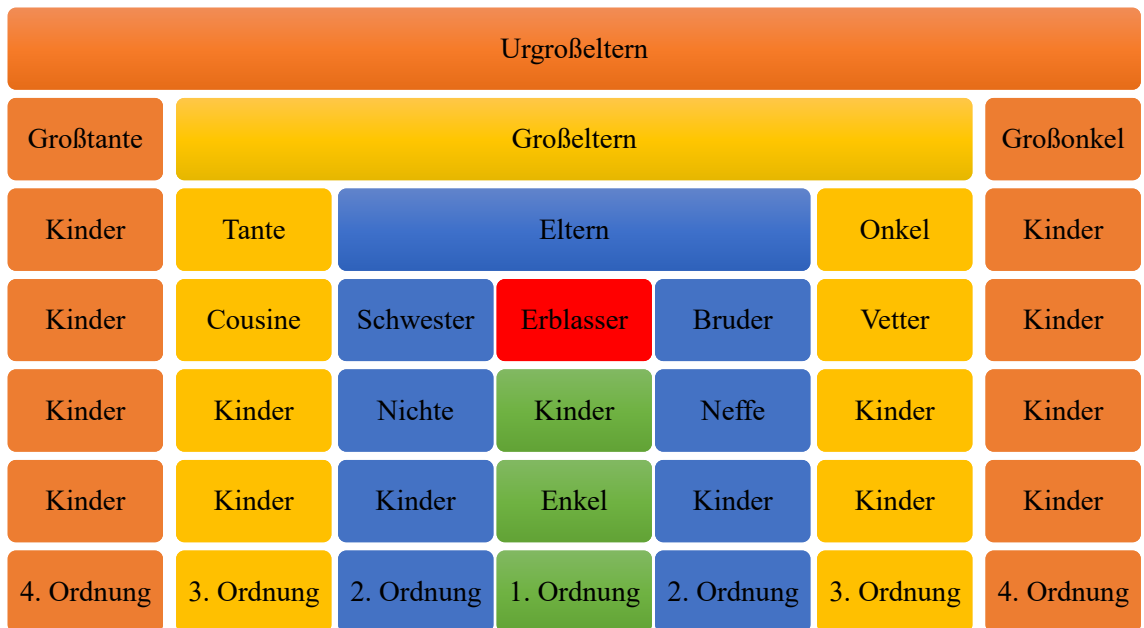 Urgroßeltern
Großtante Großeltern Großonkel
Kinder Tante Eltern Onkel Kinder
Kinder Cousine Schwester Erblasser Bruder Vetter Kinder
Kinder Kinder Nichte Kinder Neffe Kinder Kinder
Kinder Kinder Kinder Enkel Kinder Kinder Kinder
4. Ordnung 3. Ordnung 2. Ordnung 1. Ordnung 2. Ordnung 3. Ordnung 4. Ordnung